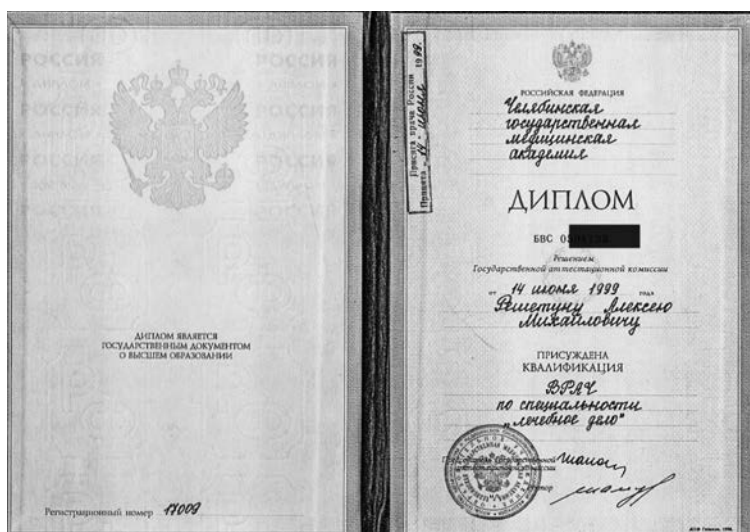 ДИПЛОМ ЯВЛЯЕТСЯ
ГОСУДАРСТВЕННЫМ ДОКУМЕНТОМ
О ВЫСШЕМ ОБРАЗОВАНИИ
Регистрационный номер 17009
Присяга врача России
Принята „14“ июня 1999.
РОССИЙСКАЯ ФЕДЕРАЦИЯ
Челябинская
государственная
медицинская
академия
ДИПЛОМ
БВС
Решением
Государственной аттестационной комиссии
от 14 июня 1999 года
Решетуну Алексею
Михайловичу
ПРИСУЖДЕНА
КВАЛИФИКАЦИЯ
ВРАЧ
по специальности
„лечебное дело"